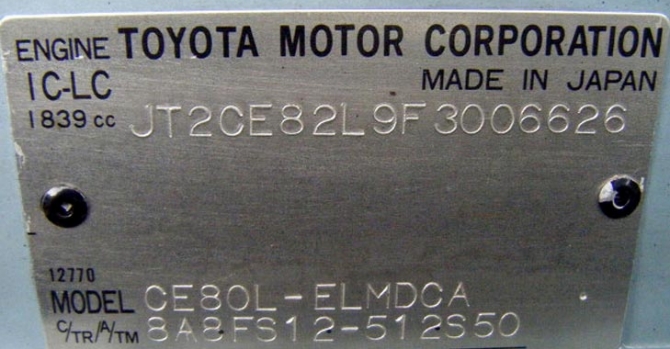 ENGINE TOYOTA MOTOR CORPORATION
1C-LC MADE IN JAPAN
1839 cc JT2CE82L9F3006626
12770
MODEL CE80L-ELMDCA
C/TR/A/TM 8A8FS12-512S50